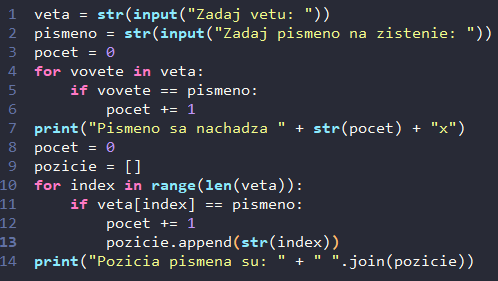 1 veta = str(input("Zadaj vetu: "))
2 pismeno = str(input("Zadaj pismeno na zistenie: "))
3 pocet = 0
4 for vovete in veta:
5     if vovete == pismeno:
6         pocet += 1
7 print("Pismeno sa nachadza " + str(pocet) + "x")
8 pocet = 0
9 pozicie = []
10 for index in range(len(veta)):
11     if veta[index] == pismeno:
12         pocet += 1
13         pozicie.append(str(index))
14 print("Pozicia pismena su: " + " ".join(pozicie))